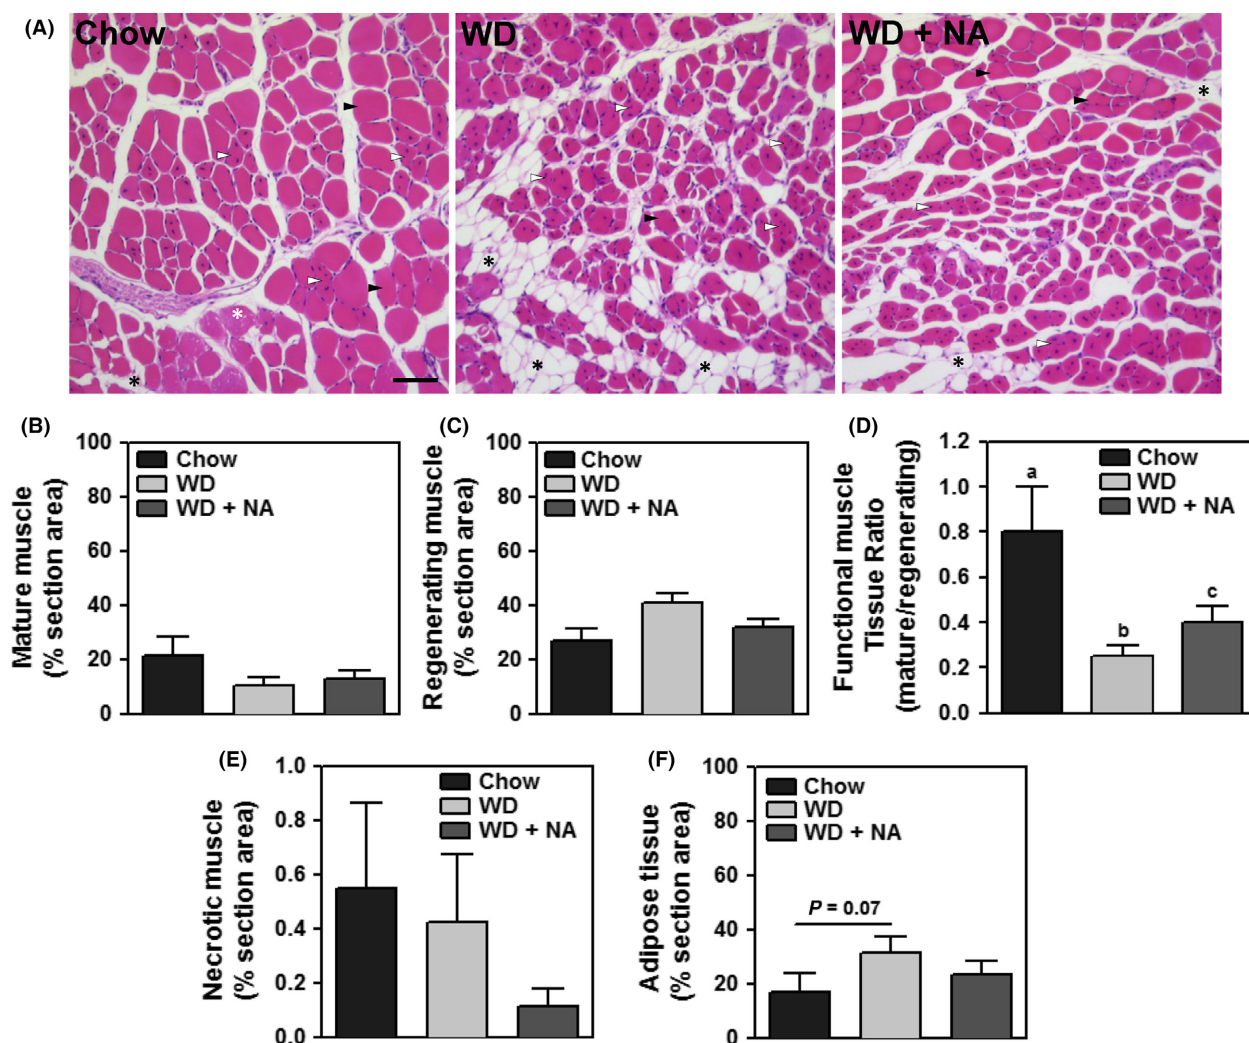 (A)
Chow
WD
WD + NA
*
*
*
*
*
*
*
(B)
Mature muscle
(% section area)
100
80
60
40
20
0
Chow
WD
WD + NA
(C)
Regenerating muscle
(% section area)
100
80
60
40
20
0
Chow
WD
WD + NA
(D)
Functional muscle
Tissue Ratio
(mature/regenerating)
1.2
1.0
0.8
0.6
0.4
0.2
0.0
Chow
WD
WD + NA
a
b
c
(E)
Necrotic muscle
(% section area)
1.0
0.8
0.6
0.4
0.2
0.0
Chow
WD
WD + NA
(F)
Adipose tissue
(% section area)
100
80
60
40
20
0
Chow
WD
WD + NA
P = 0.07